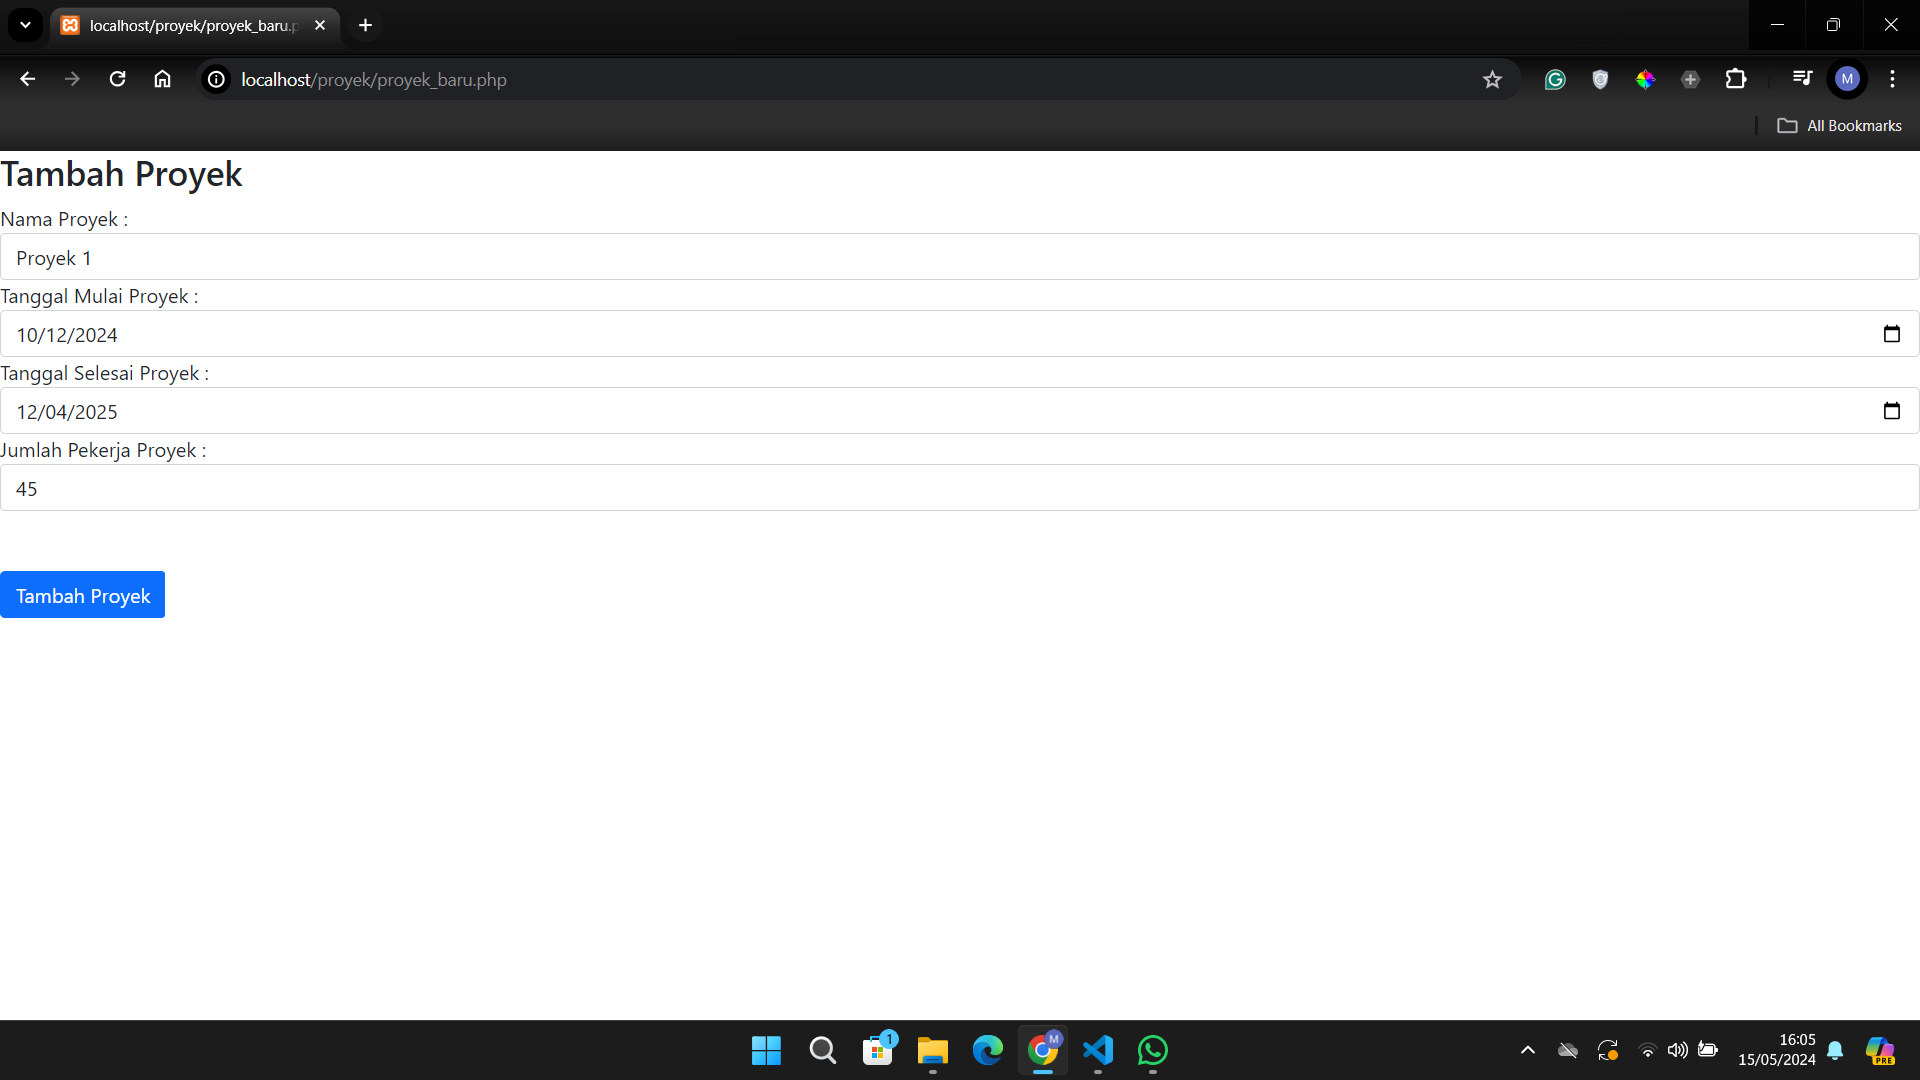 localhost/proyek/proyek_baru.p
localhost/proyek/proyek_baru.php
M
All Bookmarks
Tambah Proyek
Nama Proyek :
Proyek 1
Tanggal Mulai Proyek :
10/12/2024
Tanggal Selesai Proyek :
12/04/2025
Jumlah Pekerja Proyek :
45
Tambah Proyek
1
M
16:05
15/05/2024
PRE